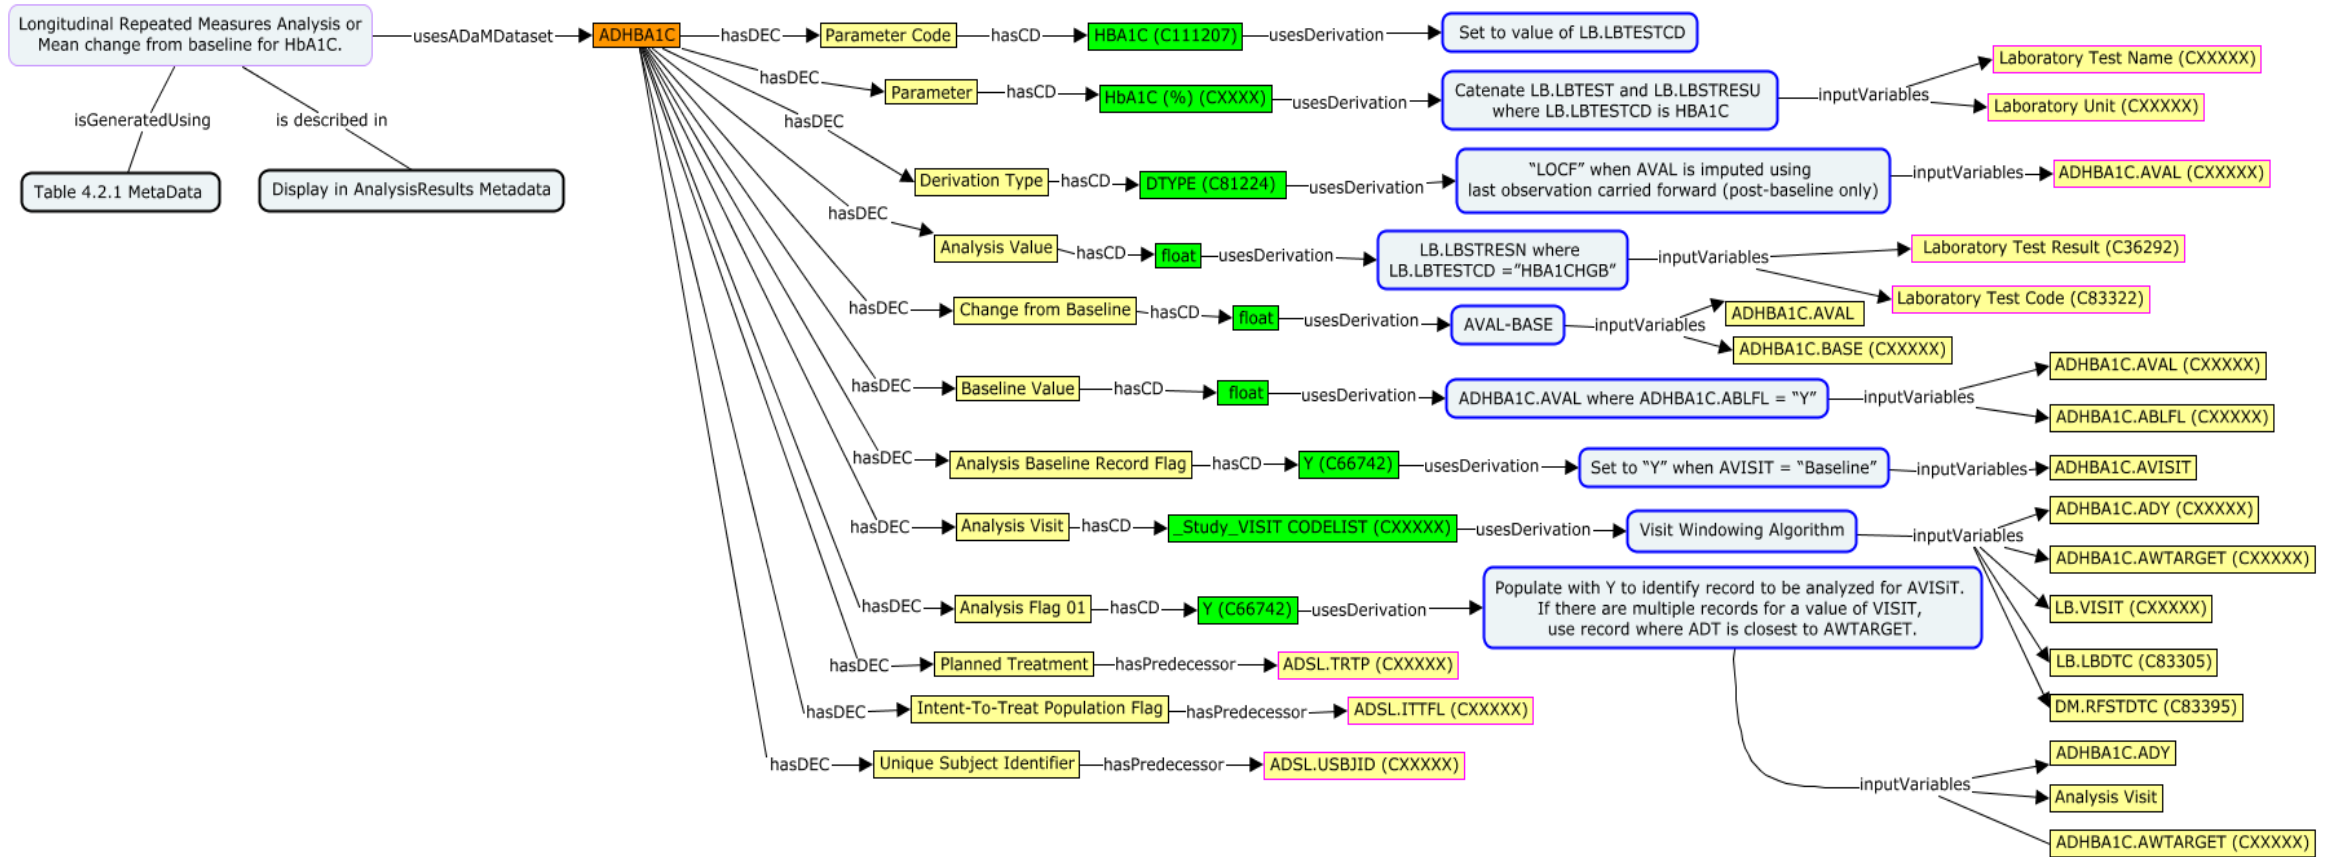 Longitudinal Repeated Measures Analysis or
Mean change from baseline for HbA1C.
usesADaMDataset
ADHBA1C
isGeneratedUsing
is described in
Table 4.2.1 MetaData
Display in AnalysisResults Metadata
hasDEC
Parameter Code
hasCD
HBA1C (C111207)
usesDerivation
Set to value of LB.LBTESTCD
hasDEC
Parameter
hasCD
HbA1C (%) (CXXXX)
usesDerivation
Catenate LB.LBTEST and LB.LBSTRESU
where LB.LBTESTCD is HBA1C
inputVariables
Laboratory Test Name (CXXXXX)
Laboratory Unit (CXXXXX)
hasDEC
Derivation Type
hasCD
DTYPE (C81224)
usesDerivation
“LOCF” when AVAL is imputed using
last observation carried forward (post-baseline only)
inputVariables
ADHBA1C.AVAL (CXXXXX)
hasDEC
Analysis Value
hasCD
float
usesDerivation
LB.LBSTRESN where
LB.LBTESTCD =”HBA1CHGB”
inputVariables
Laboratory Test Result (C36292)
Laboratory Test Code (C83322)
hasDEC
Change from Baseline
hasCD
float
usesDerivation
AVAL-BASE
inputVariables
ADHBA1C.AVAL
ADHBA1C.BASE (CXXXXX)
hasDEC
Baseline Value
hasCD
float
usesDerivation
ADHBA1C.AVAL where ADHBA1C.ABLFL = “Y”
inputVariables
ADHBA1C.AVAL (CXXXXX)
ADHBA1C.ABLFL (CXXXXX)
hasDEC
Analysis Baseline Record Flag
hasCD
Y (C66742)
usesDerivation
Set to “Y” when AVISIT = “Baseline”
inputVariables
ADHBA1C.AVISIT
hasDEC
Analysis Visit
hasCD
_Study_VISIT CODELIST (CXXXXX)
usesDerivation
Visit Windowing Algorithm
inputVariables
ADHBA1C.ADY (CXXXXX)
ADHBA1C.AWTARGET (CXXXXX)
LB.VISIT (CXXXXX)
LB.LBDTC (C83305)
DM.RFSTDTC (C83395)
hasDEC
Analysis Flag 01
hasCD
Y (C66742)
usesDerivation
Populate with Y to identify record to be analyzed for AVISiT.
If there are multiple records for a value of VISIT,
use record where ADT is closest to AWTARGET.
inputVariables
ADHBA1C.ADY
Analysis Visit
ADHBA1C.AWTARGET (CXXXXX)
hasDEC
Planned Treatment
hasPredecessor
ADSL.TRTP (CXXXXX)
hasDEC
Intent-To-Treat Population Flag
hasPredecessor
ADSL.ITTFL (CXXXXX)
hasDEC
Unique Subject Identifier
hasPredecessor
ADSL.USBJID (CXXXXX)